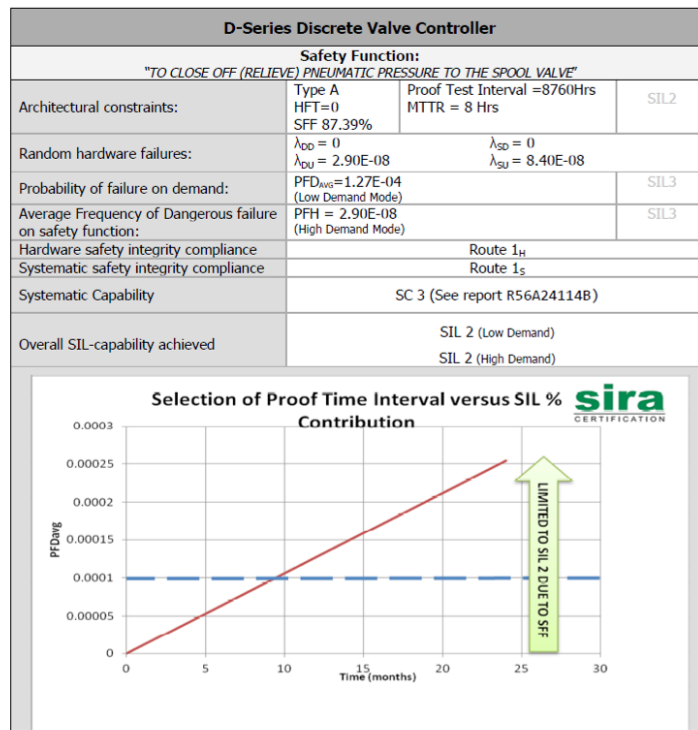 D-Series Discrete Valve Controller
Safety Function:
"TO CLOSE OFF (RELIEVE) PNEUMATIC PRESSURE TO THE SPOOL VALVE"
Architectural constraints:
Type A
HFT=0
SFF 87.39%
Proof Test Interval =8760Hrs
MTTR = 8 Hrs
SIL2
Random hardware failures:
λDD = 0
λSD = 0
λDU = 2.90E-08
λSU = 8.40E-08
Probability of failure on demand:
PFDAVG=1.27E-04
(Low Demand Mode)
SIL3
Average Frequency of Dangerous failure
on safety function:
PFH = 2.90E-08
(High Demand Mode)
SIL3
Hardware safety integrity compliance
Route 1H
Systematic safety integrity compliance
Route 1S
Systematic Capability
SC 3 (See report R56A24114B)
Overall SIL-capability achieved
SIL 2 (Low Demand)
SIL 2 (High Demand)
Selection of Proof Time Interval versus SIL %
Contribution
sira
CERTIFICATION
0.0003
0.00025
0.0002
0.00015
0.0001
0.00005
0
PFDavg
0 5 10 15 20 25 30
Time (months)
LIMITED TO SIL 2 DUE TO SFF